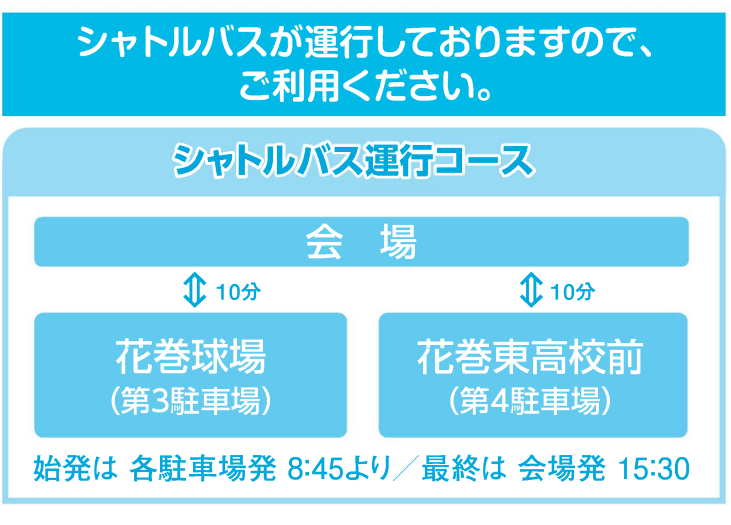 シャトルバスが運行しておりますので、
ご利用ください。
シャトルバス運行コース
会　場
10分
10分
花巻球場
（第3駐車場）
花巻東高校前
（第4駐車場）
始発は 各駐車場発 8:45より／最終は 会場発 15:30